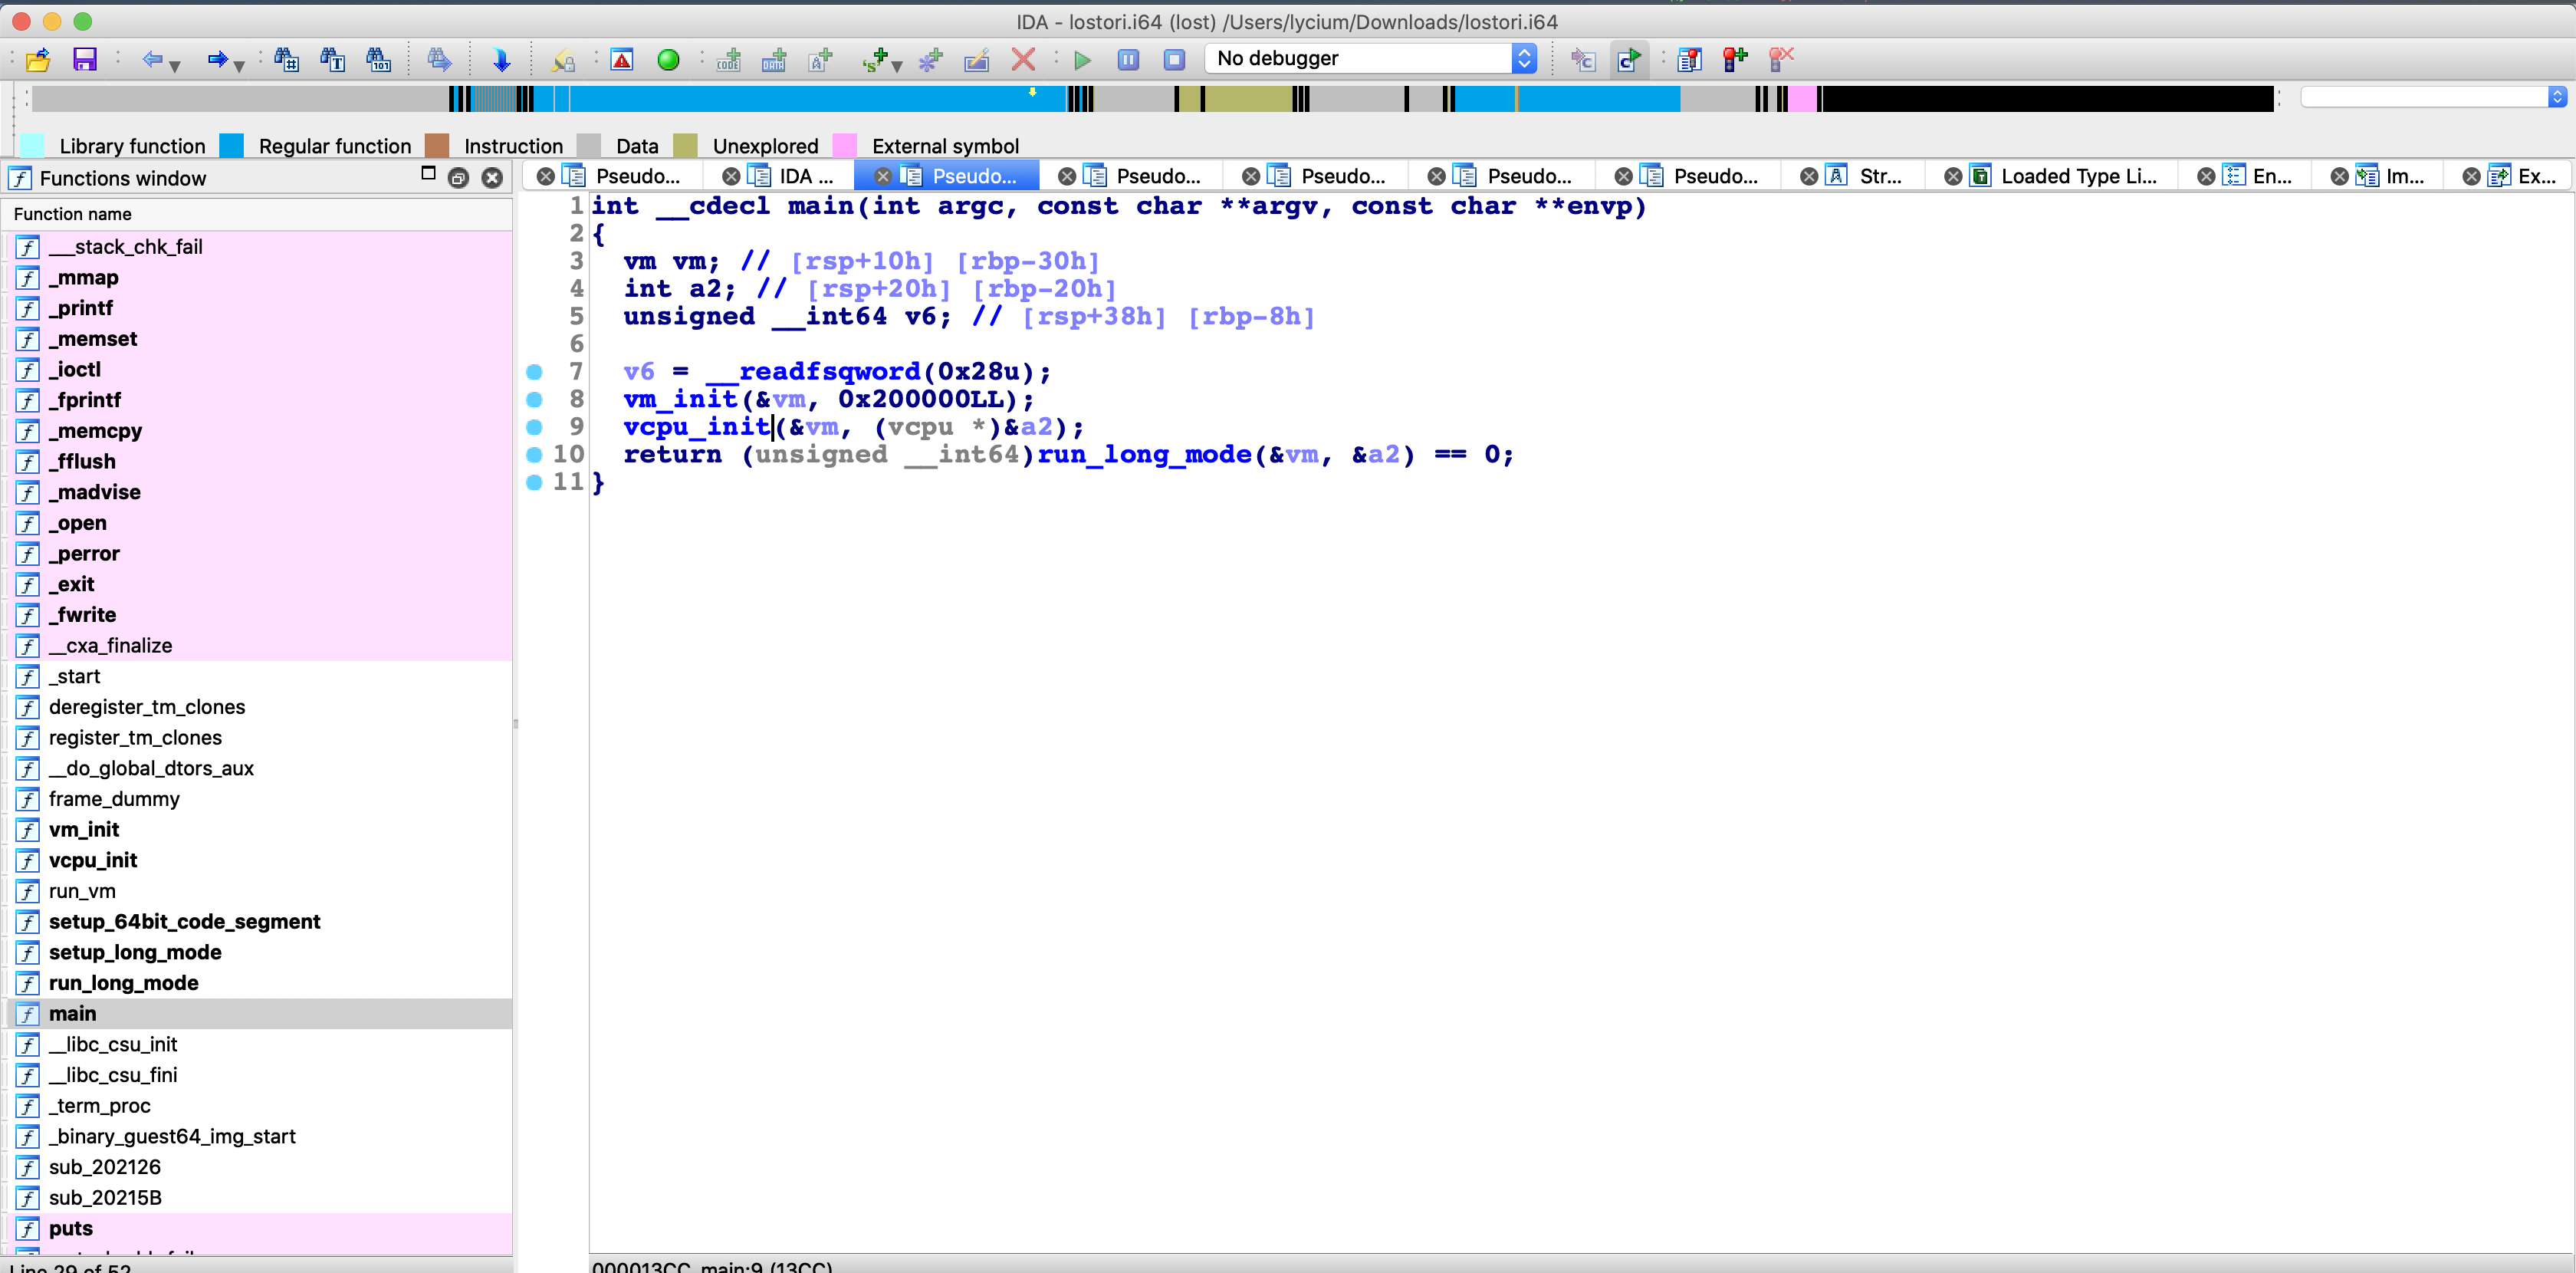 IDA - lostori.i64 (lost) /Users/lycium/Downloads/lostori.i64
No debugger
Library function Regular function Instruction Data Unexplored External symbol
Functions window
Pseudo... IDA ... Pseudo... Pseudo... Pseudo... Pseudo... Pseudo... Str... Loaded Type Li... En... Im... Ex...
Function name
___stack_chk_fail
_mmap
_printf
_memset
_ioctl
_fprintf
_memcpy
_fflush
_madvise
_open
_perror
_exit
_fwrite
__cxa_finalize
_start
deregister_tm_clones
register_tm_clones
__do_global_dtors_aux
frame_dummy
vm_init
vcpu_init
run_vm
setup_64bit_code_segment
setup_long_mode
run_long_mode
main
__libc_csu_init
__libc_csu_fini
_term_proc
_binary_guest64_img_start
sub_202126
sub_20215B
puts
Line 29 of 52
1 int __cdecl main(int argc, const char **argv, const char **envp)
2 {
3 vm vm; // [rsp+10h] [rbp-30h]
4 int a2; // [rsp+20h] [rbp-20h]
5 unsigned __int64 v6; // [rsp+38h] [rbp-8h]
6
7 v6 = __readfsqword(0x28u);
8 vm_init(&vm, 0x200000LL);
9 vcpu_init(&vm, (vcpu *)&a2);
10 return (unsigned __int64)run_long_mode(&vm, &a2) == 0;
11 }
000013CC main:9 (13CC)